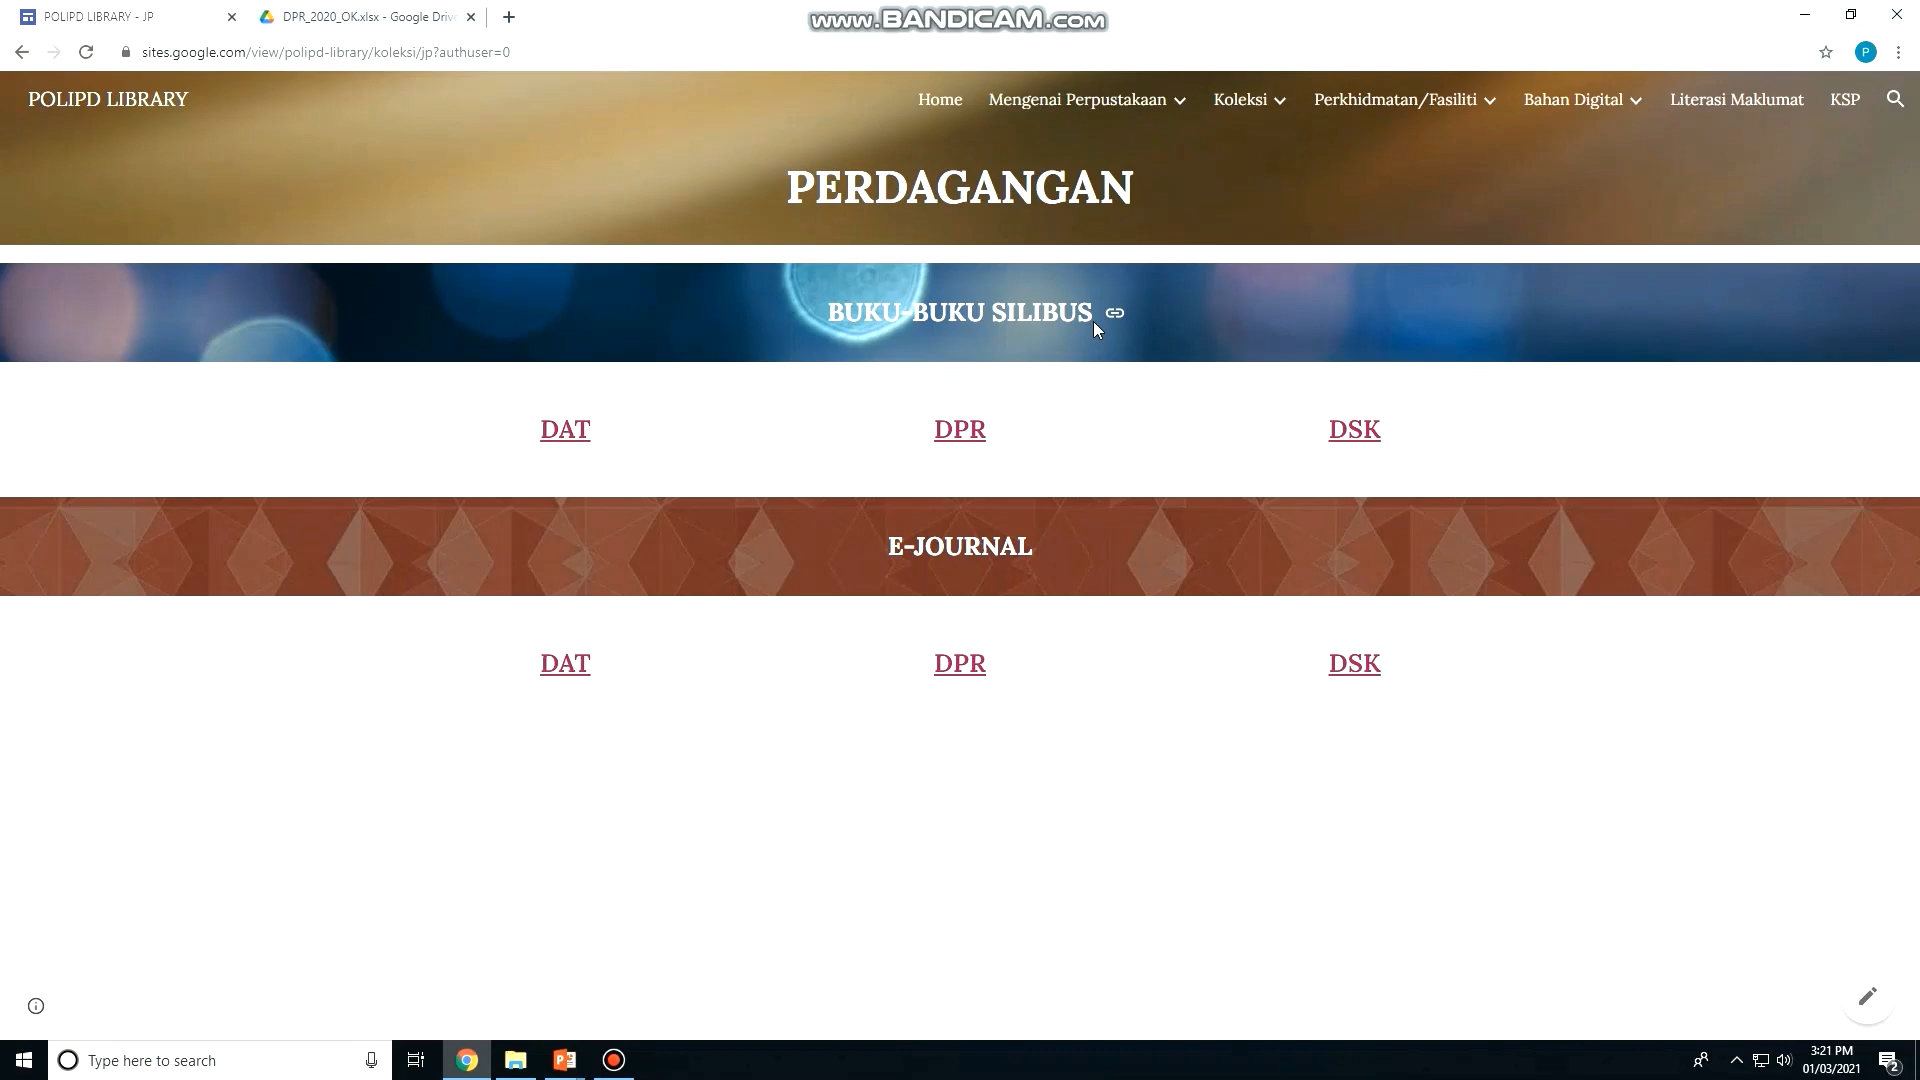 POLIPD LIBRARY - JP
DPR_2020_OK.xlsx - Google Driv
www.BANDICAM.com
sites.google.com/view/polipd-library/koleksi/jp?authuser=0
P
POLIPD LIBRARY
Home Mengenai Perpustakaan Koleksi Perkhidmatan/Fasiliti Bahan Digital Literasi Maklumat KSP
PERDAGANGAN
BUKU-BUKU SILIBUS
DAT DPR DSK
E-JOURNAL
DAT DPR DSK
Type here to search
3:21 PM
01/03/2021
2